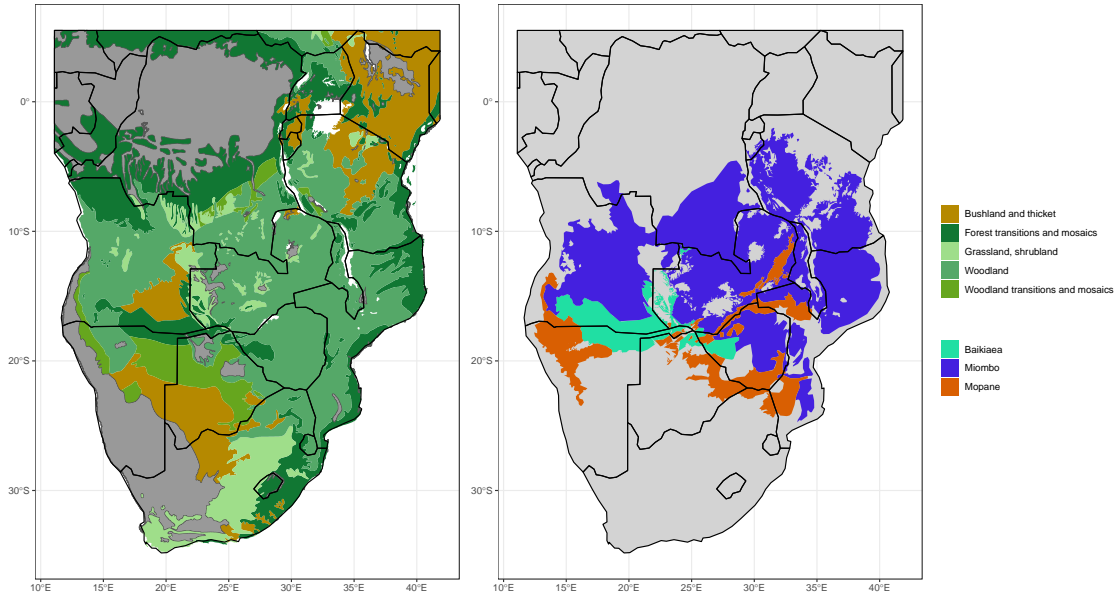 0°
10°S
20°S
30°S
10°E
15°E
20°E
25°E
30°E
35°E
40°E
0°
10°S
20°S
30°S
10°E
15°E
20°E
25°E
30°E
35°E
40°E
Bushland and thicket
Forest transitions and mosaics
Grassland, shrubland
Woodland
Woodland transitions and mosaics
Baikiaea
Miombo
Mopane